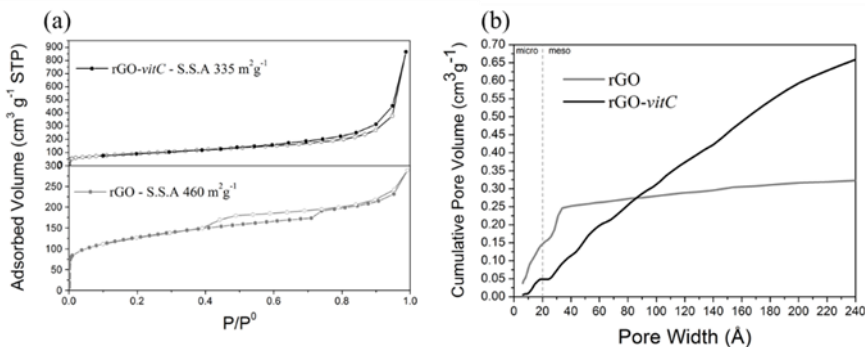 (a)
Adsorbed Volume (cm³ g⁻¹ STP)
900
800
700
600
500
400
300
200
100
0
rGO-vitC - S.S.A 335 m²g⁻¹
250
200
150
100
50
0
rGO - S.S.A 460 m²g⁻¹
0.0 0.2 0.4 0.6 0.8 1.0
P/P⁰
(b)
Cumulative Pore Volume (cm³g⁻¹)
0.70
0.65
0.60
0.55
0.50
0.45
0.40
0.35
0.30
0.25
0.20
0.15
0.10
0.05
0.00
micro meso
rGO
rGO-vitC
0 20 40 60 80 100 120 140 160 180 200 220 240
Pore Width (Å)